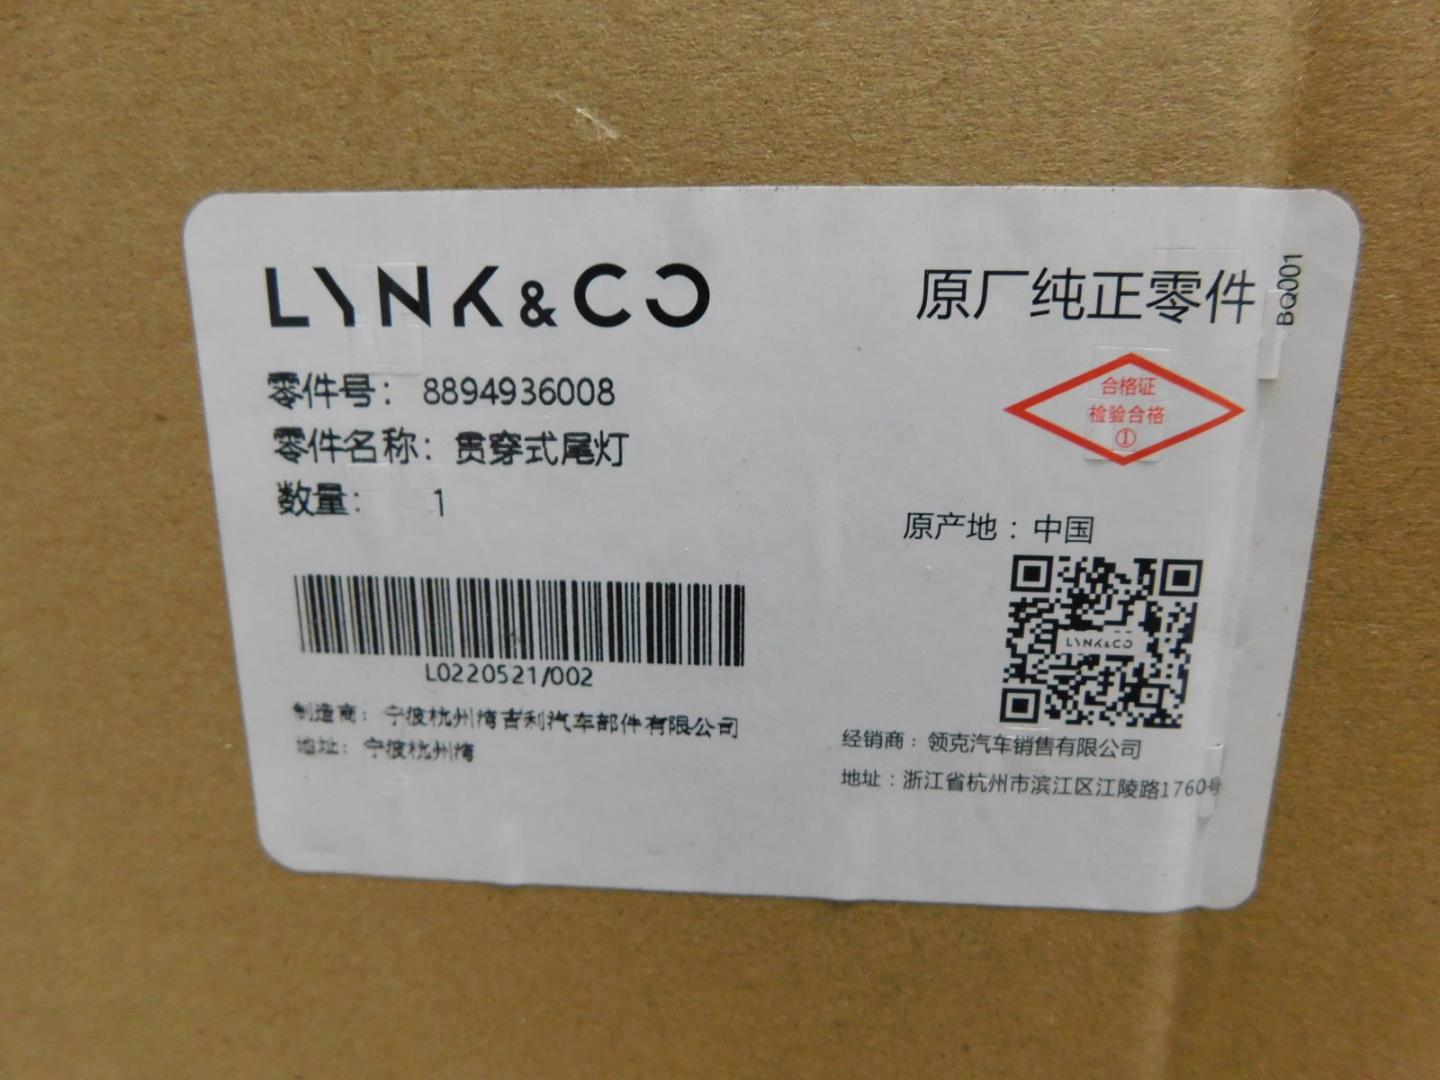 LYNK&CO
原厂纯正零件
BQ001
零件号：8894936008
零件名称：贯穿式尾灯
数量：1
合格证
检验合格
①
原产地：中国
LYNK&CO
L0220521/002
制造商：宁波杭州湾吉利汽车部件有限公司
地址：宁波杭州湾
经销商：领克汽车销售有限公司
地址：浙江省杭州市滨江区江陵路1760号